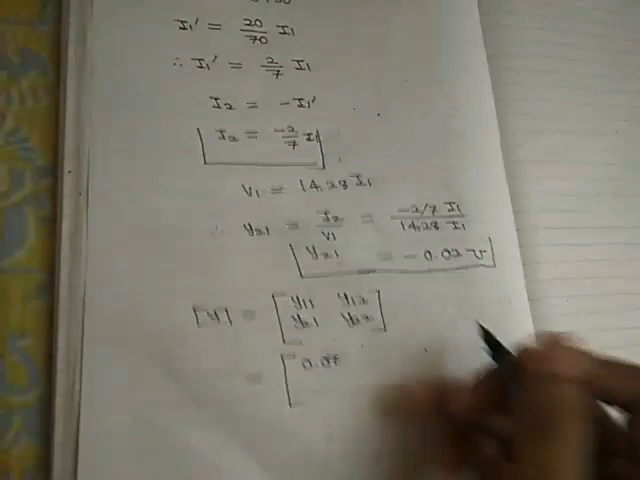 I1' = 20/70 I1
∴ I1' = 2/7 I1
I2 = -I1'
I2 = -2/7 I1
V1 = 14.28 I1
∴ Y21 = I2/V1 = -2/7 I1 / 14.28 I1
Y21 = -0.02 ʊ
[Y] = [Y11 Y12
Y21 Y22]
= [0.07